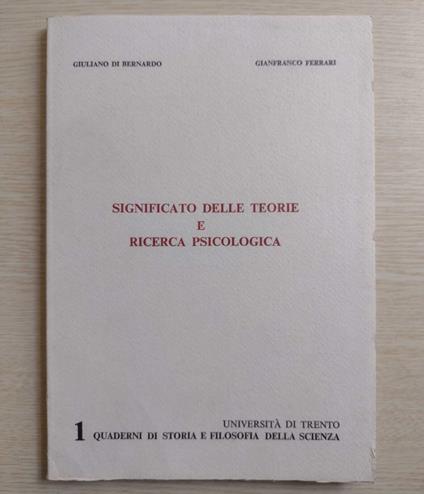 GIULIANO DI BERNARDO GIANFRANCO FERRARI
SIGNIFICATO DELLE TEORIE
E
RICERCA PSICOLOGICA
UNIVERSITÀ DI TRENTO
1 QUADERNI DI STORIA E FILOSOFIA DELLA SCIENZA